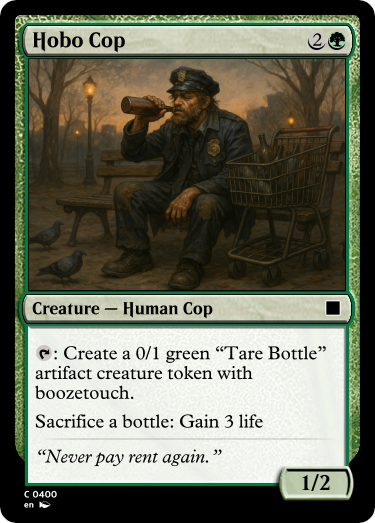 Hobo Cop 2
Creature — Human Cop
: Create a 0/1 green “Tare Bottle”
artifact creature token with
boozetouch.
Sacrifice a bottle: Gain 3 life
“Never pay rent again.”
1/2
C 0400
en